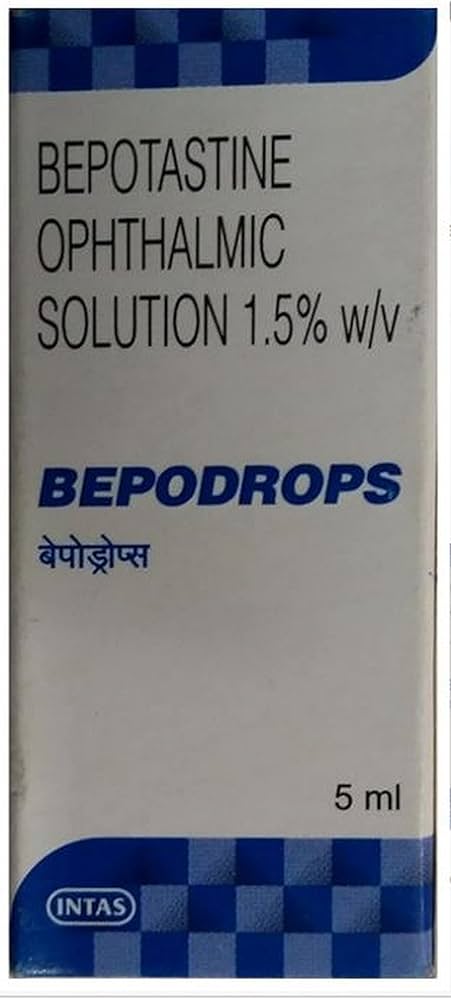 BEPOTASTINE
OPHTHALMIC
SOLUTION 1.5% w/v
BEPODROPS
बेपोड्रोप्स
5 ml
INTAS